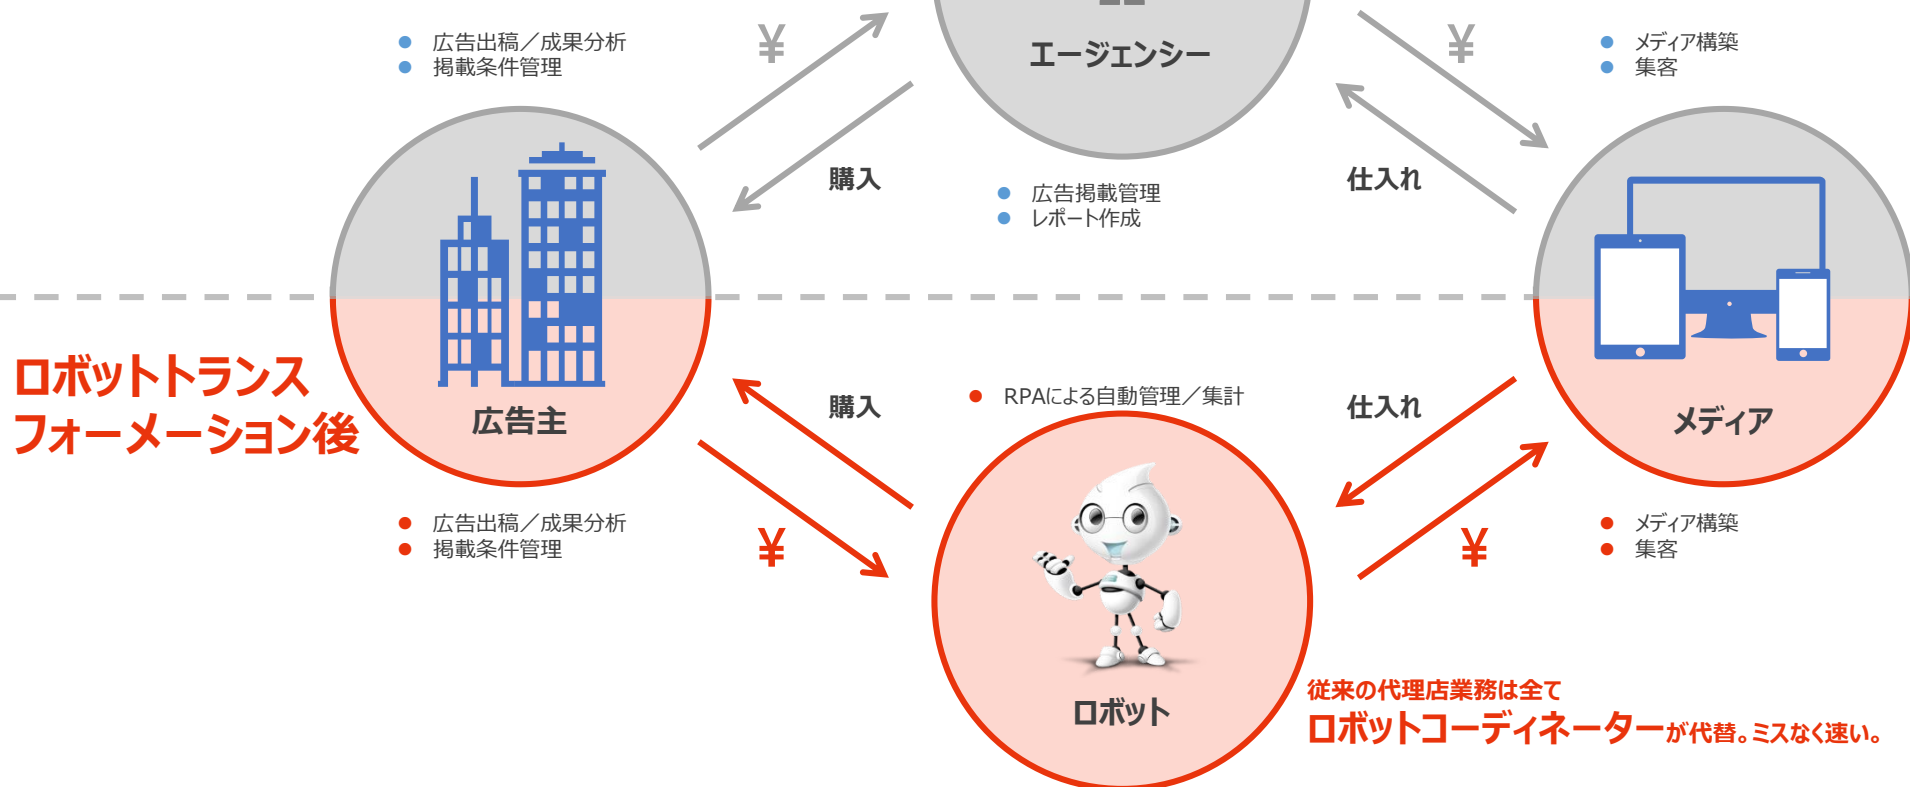 広告出稿／成果分析
掲載条件管理
¥
エージェンシー
¥
メディア構築
集客
購入
広告掲載管理
レポート作成
仕入れ
ロボットトランス
フォーメーション後
広告主
購入
RPAによる自動管理／集計
仕入れ
メディア
広告出稿／成果分析
掲載条件管理
¥
ロボット
¥
メディア構築
集客
従来の代理店業務は全て
ロボットコーディネーターが代替。ミスなく速い。